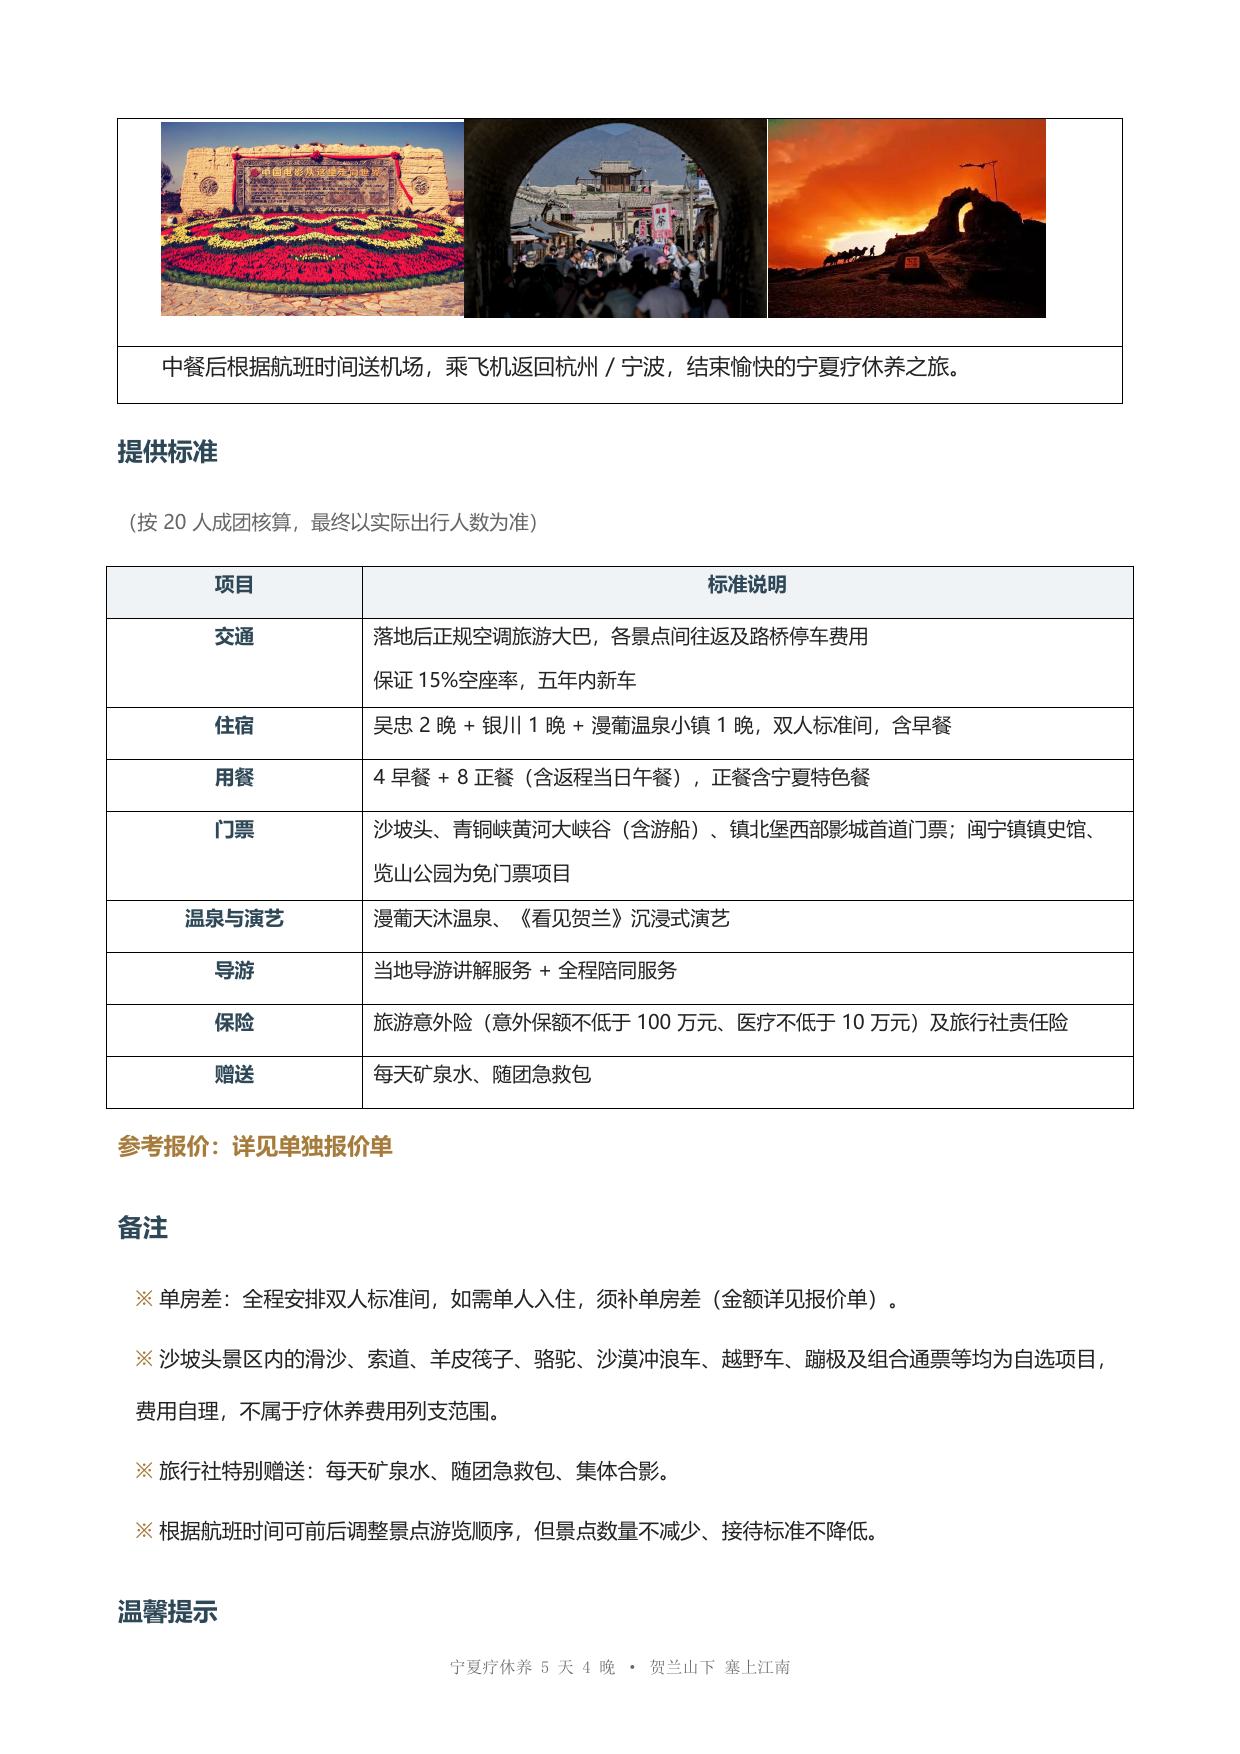 中国电影从这里走向世界
茶
中餐后根据航班时间送机场，乘飞机返回杭州 / 宁波，结束愉快的宁夏疗休养之旅。
提供标准
（按 20 人成团核算，最终以实际出行人数为准）
项目 标准说明
交通 落地后正规空调旅游大巴，各景点间往返及路桥停车费用
保证 15%空座率，五年内新车
住宿 吴忠 2 晚 + 银川 1 晚 + 漫葡温泉小镇 1 晚，双人标准间，含早餐
用餐 4 早餐 + 8 正餐（含返程当日午餐），正餐含宁夏特色餐
门票 沙坡头、青铜峡黄河大峡谷（含游船）、镇北堡西部影城首道门票；闽宁镇镇史馆、
览山公园为免门票项目
温泉与演艺 漫葡天沐温泉、《看见贺兰》沉浸式演艺
导游 当地导游讲解服务 + 全程陪同服务
保险 旅游意外险（意外保额不低于 100 万元、医疗不低于 10 万元）及旅行社责任险
赠送 每天矿泉水、随团急救包
参考报价：详见单独报价单
备注
※ 单房差：全程安排双人标准间，如需单人入住，须补单房差（金额详见报价单）。
※ 沙坡头景区内的滑沙、索道、羊皮筏子、骆驼、沙漠冲浪车、越野车、蹦极及组合通票等均为自选项目，
费用自理，不属于疗休养费用列支范围。
※ 旅行社特别赠送：每天矿泉水、随团急救包、集体合影。
※ 根据航班时间可前后调整景点游览顺序，但景点数量不减少、接待标准不降低。
温馨提示
宁夏疗休养 5 天 4 晚 • 贺兰山下 塞上江南